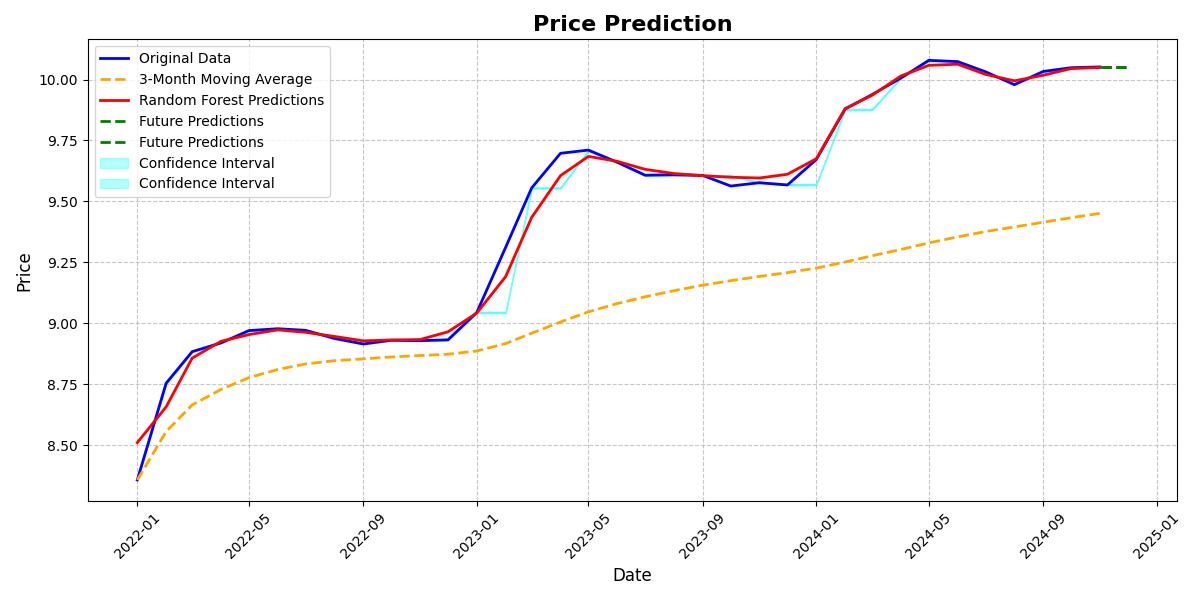 Price Prediction
Original Data
3-Month Moving Average
Random Forest Predictions
Future Predictions
Future Predictions
Confidence Interval
Confidence Interval
Price
10.00
9.75
9.50
9.25
9.00
8.75
8.50
2022-01
2022-05
2022-09
2023-01
2023-05
2023-09
2024-01
2024-05
2024-09
2025-01
Date